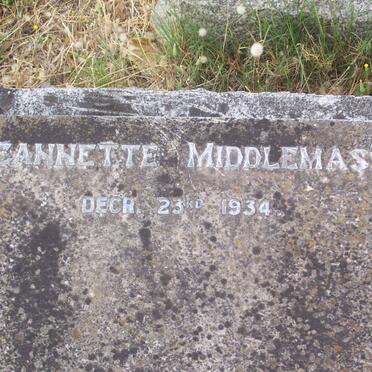 EANNETTE MIDDLEMAS
DECR. 23RD 1934